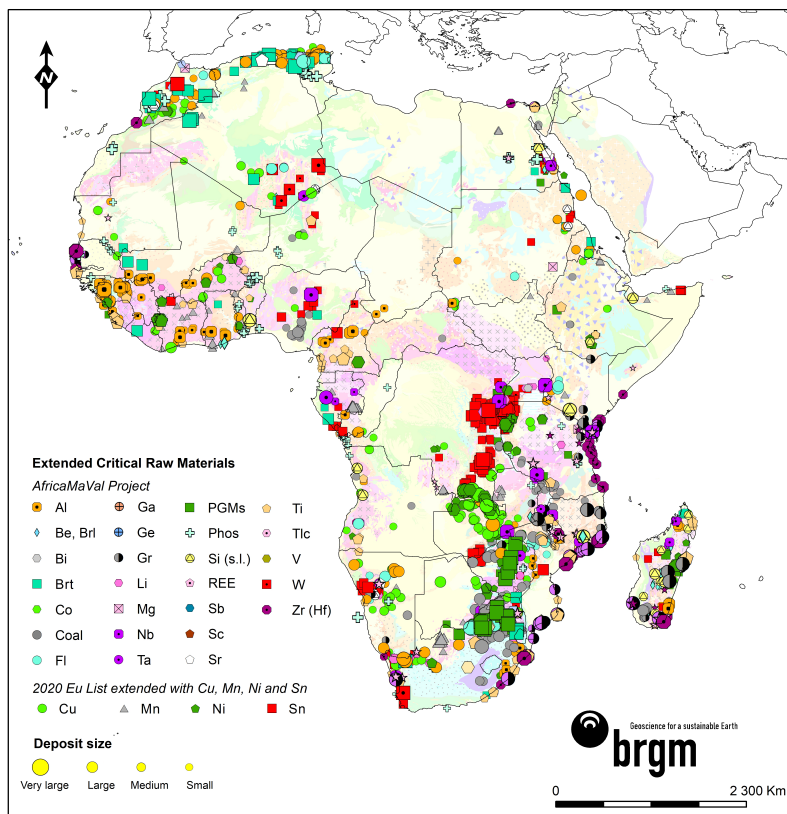 N
Extended Critical Raw Materials
AfricaMaVal Project
Al Ga PGMs Ti
Be, Brl Ge Phos Tlc
Bi Gr Si (s.l.) V
Brt Li REE W
Co Mg Sb Zr (Hf)
Coal Nb Sc
Fl Ta Sr
2020 Eu List extended with Cu, Mn, Ni and Sn
Cu Mn Ni Sn
Deposit size
Very large Large Medium Small
Geoscience for a sustainable Earth
brgm
0 2 300 Km